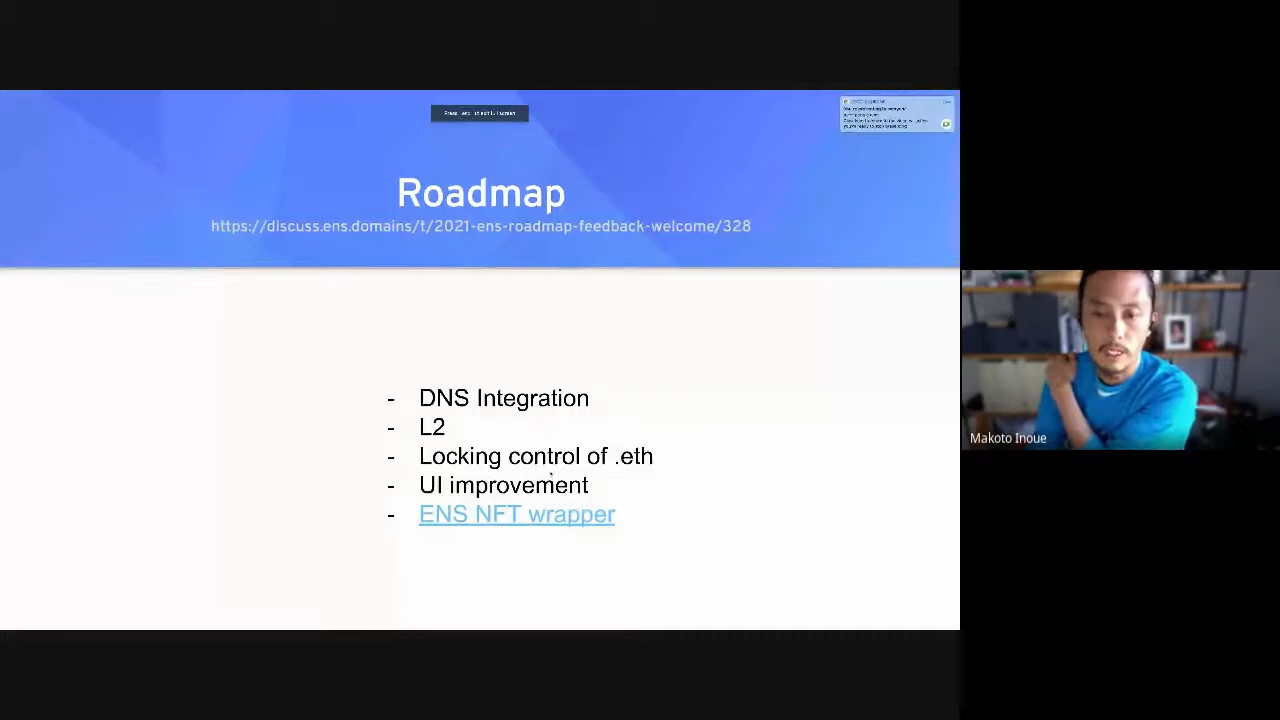 Roadmap
https://discuss.ens.domains/t/2021-ens-roadmap-feedback-welcome/328
- DNS Integration
- L2
- Locking control of .eth
- UI improvement
- ENS NFT wrapper
Makoto Inoue